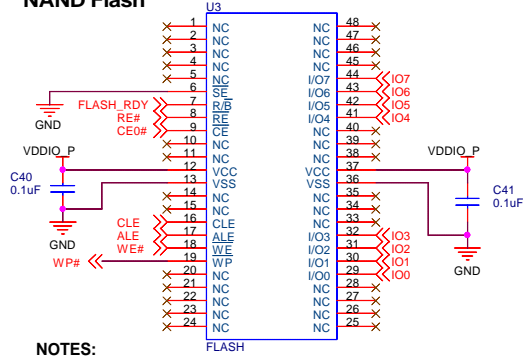 NAND Flash
U3
1 NC NC 48
2 NC NC 47
3 NC NC 46
4 NC NC 45
5 NC I/O7 44 IO7
6 SE I/O6 43 IO6
FLASH_RDY 7 R/B I/O5 42 IO5
RE# 8 RE I/O4 41 IO4
CE0# 9 CE NC 40
10 NC NC 39
11 NC NC 38
12 VCC VCC 37
13 VSS VSS 36
14 NC NC 35
15 NC NC 34
CLE 16 CLE NC 33
ALE 17 ALE I/O3 32 IO3
WE# 18 WE I/O2 31 IO2
WP# 19 WP I/O1 30 IO1
20 NC I/O0 29 IO0
21 NC NC 28
22 NC NC 27
23 NC NC 26
24 NC NC 25
FLASH
GND
VDDIO_P
C40
0.1uF
GND
VDDIO_P
C41
0.1uF
GND
NOTES: